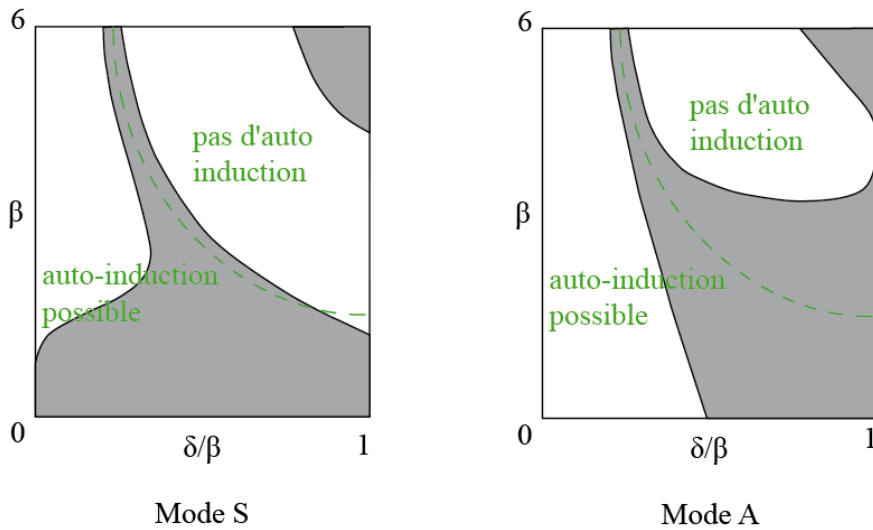 6
pas d'auto
induction
β
auto-induction
possible
0
δ/β
1
Mode S
6
pas d'auto
induction
β
auto-induction
possible
0
δ/β
1
Mode A